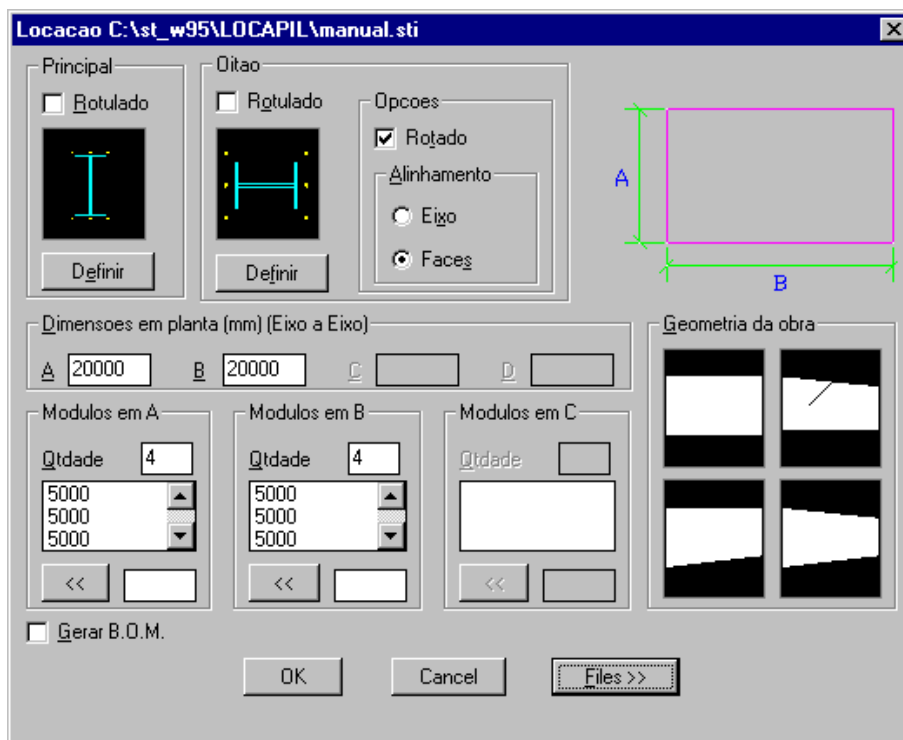 Locacao C:\st_w95\LOCAPIL\manual.sti
Principal
Rotulado
Definir
Oitao
Rotulado
Definir
Opcoes
Rotado
Alinhamento
Eixo
Faces
A
B
Dimensoes em planta (mm) (Eixo a Eixo)
A 20000 B 20000 C D
Modulos em A
Qtdade 4
5000
5000
5000
<<
Modulos em B
Qtdade 4
5000
5000
5000
<<
Modulos em C
Qtdade
<<
Geometria da obra
Gerar B.O.M.
OK Cancel Files >>